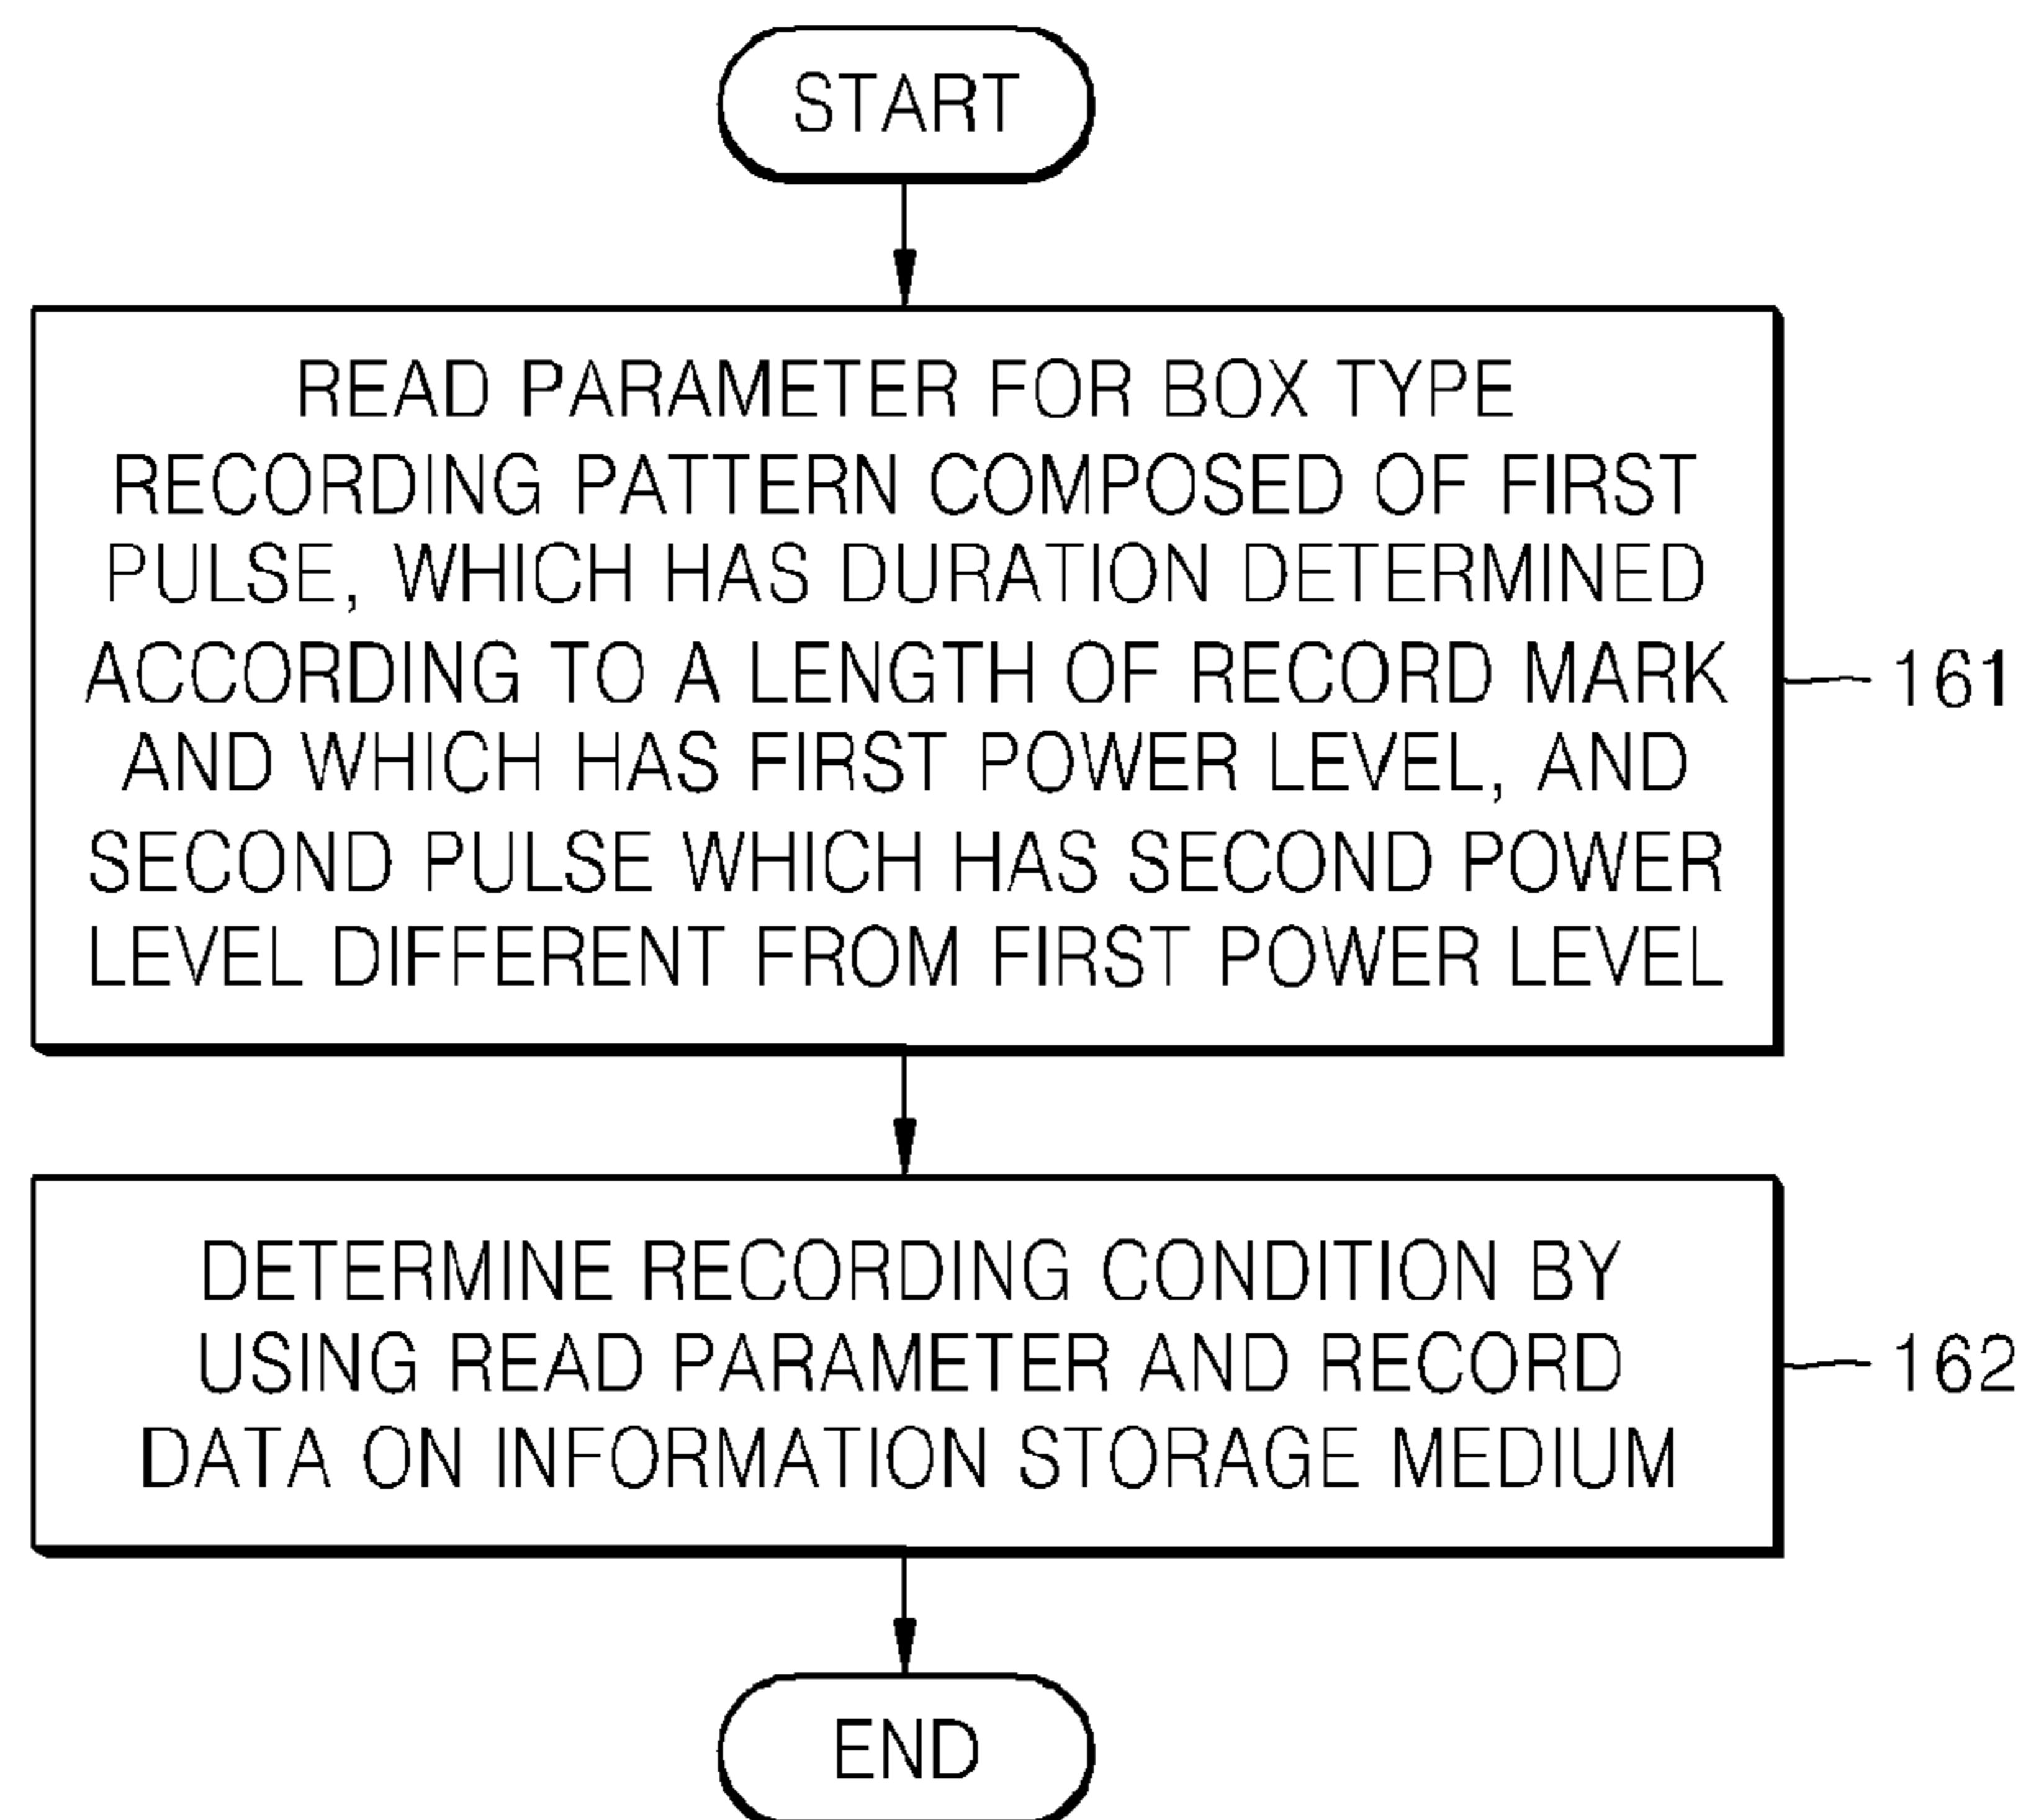 START
READ PARAMETER FOR BOX TYPE
RECORDING PATTERN COMPOSED OF FIRST
PULSE, WHICH HAS DURATION DETERMINED
ACCORDING TO A LENGTH OF RECORD MARK
AND WHICH HAS FIRST POWER LEVEL, AND
SECOND PULSE WHICH HAS SECOND POWER
LEVEL DIFFERENT FROM FIRST POWER LEVEL
161
DETERMINE RECORDING CONDITION BY
USING READ PARAMETER AND RECORD
DATA ON INFORMATION STORAGE MEDIUM
162
END